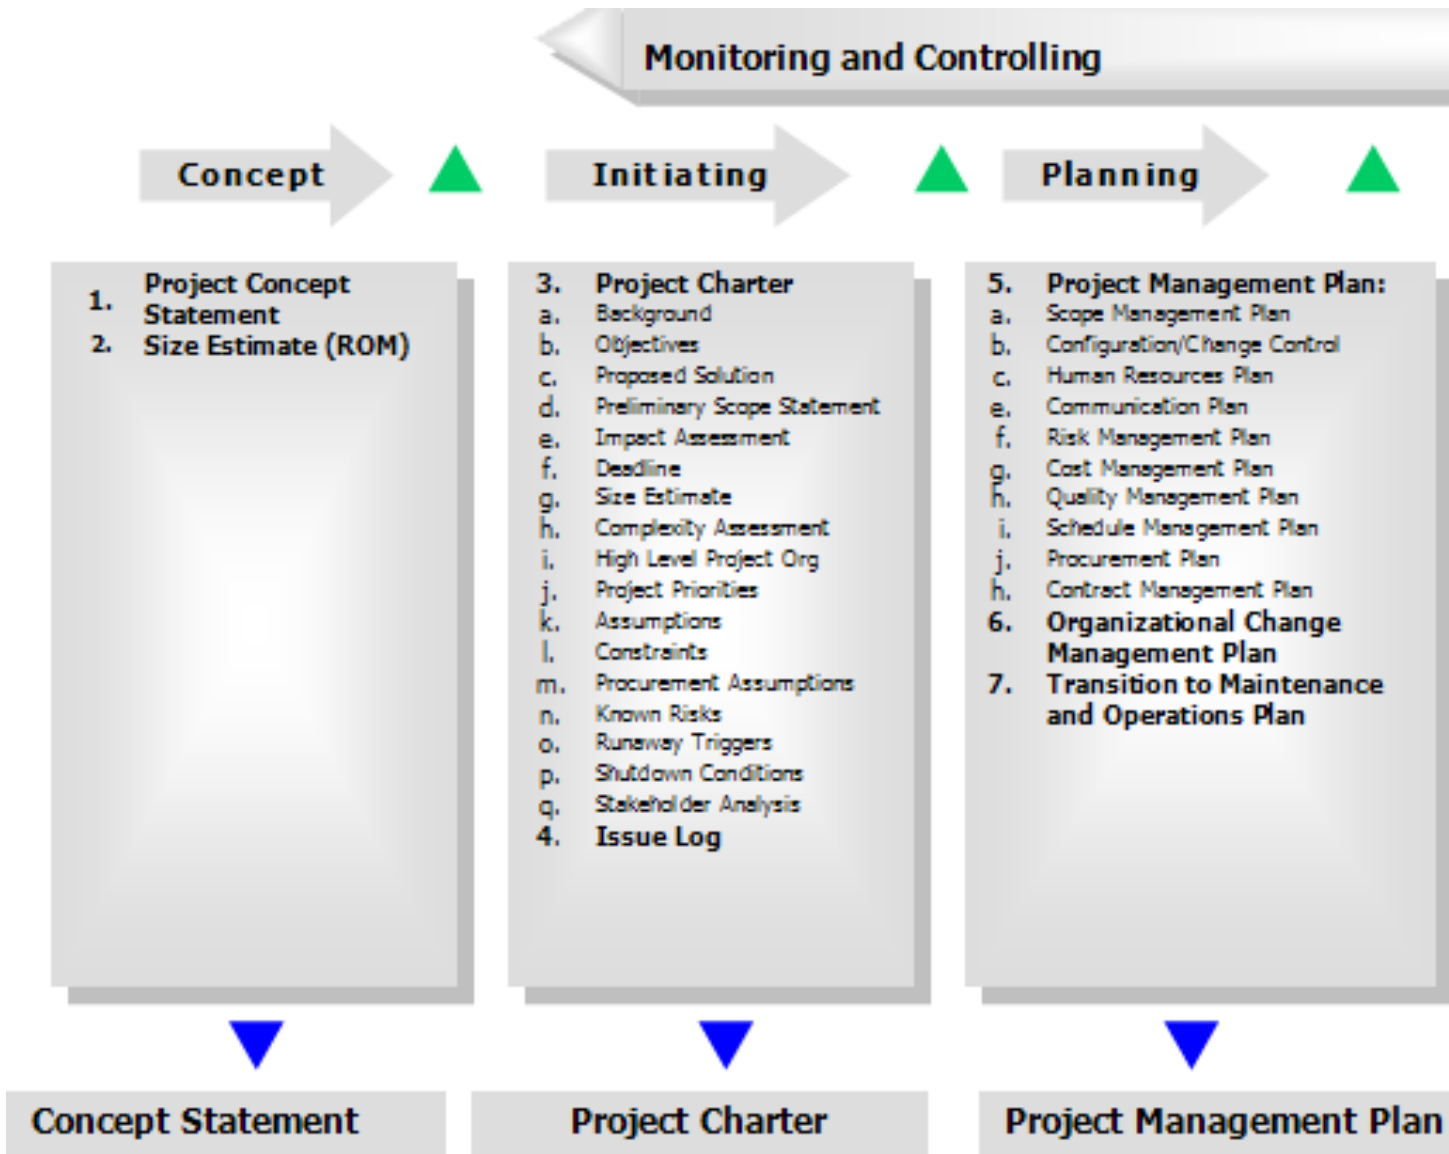 Monitoring and Controlling
Concept
Initiating
Planning
1. Project Concept
Statement
2. Size Estimate (ROM)
3. Project Charter
a. Background
b. Objectives
c. Proposed Solution
d. Preliminary Scope Statement
e. Impact Assessment
f. Deadline
g. Size Estimate
h. Complexity Assessment
i. High Level Project Org
j. Project Priorities
k. Assumptions
l. Constraints
m. Procurement Assumptions
n. Known Risks
o. Runaway Triggers
p. Shutdown Conditions
q. Stakeholder Analysis
4. Issue Log
5. Project Management Plan:
a. Scope Management Plan
b. Configuration/Change Control
c. Human Resources Plan
e. Communication Plan
f. Risk Management Plan
g. Cost Management Plan
h. Quality Management Plan
i. Schedule Management Plan
j. Procurement Plan
h. Contract Management Plan
6. Organizational Change
Management Plan
7. Transition to Maintenance
and Operations Plan
Concept Statement
Project Charter
Project Management Plan